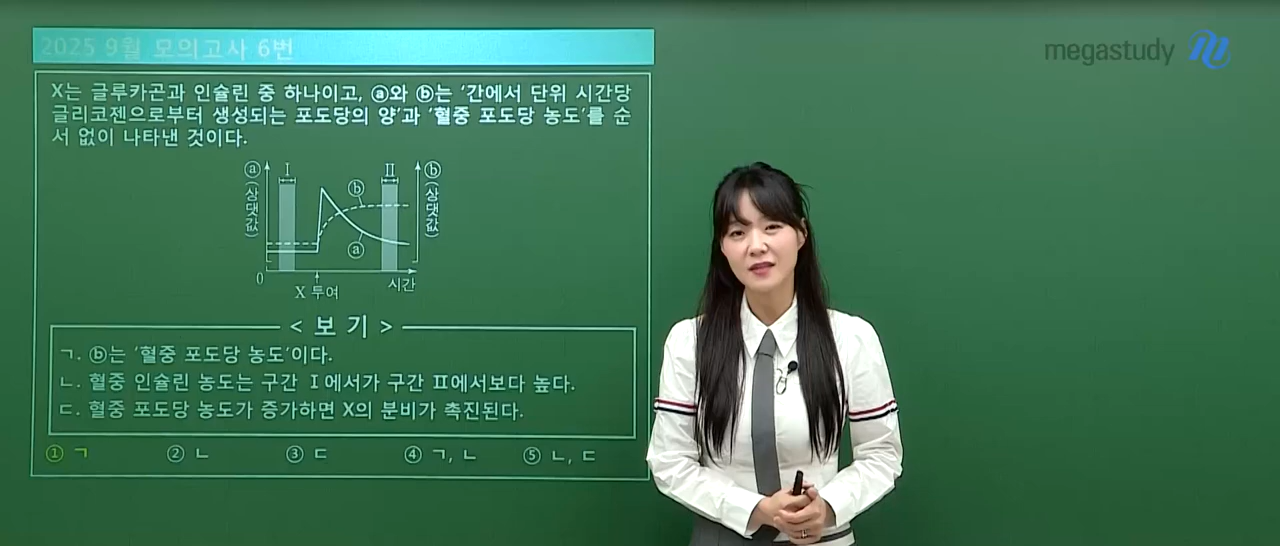 2025 9월 모의고사 6번
megastudy
X는 글루카곤과 인슐린 중 하나이고, ⓐ와 ⓑ는 '간에서 단위 시간당
글리코젠으로부터 생성되는 포도당의 양'과 '혈중 포도당 농도'를 순
서 없이 나타낸 것이다.
ⓐ (상댓값)
Ⅰ
Ⅱ
ⓑ (상댓값)
ⓑ
ⓐ
0
X 투여
시간
< 보 기 >
ㄱ. ⓑ는 '혈중 포도당 농도'이다.
ㄴ. 혈중 인슐린 농도는 구간 Ⅰ에서가 구간 Ⅱ에서보다 높다.
ㄷ. 혈중 포도당 농도가 증가하면 X의 분비가 촉진된다.
① ㄱ ② ㄴ ③ ㄷ ④ ㄱ, ㄴ ⑤ ㄴ, ㄷ